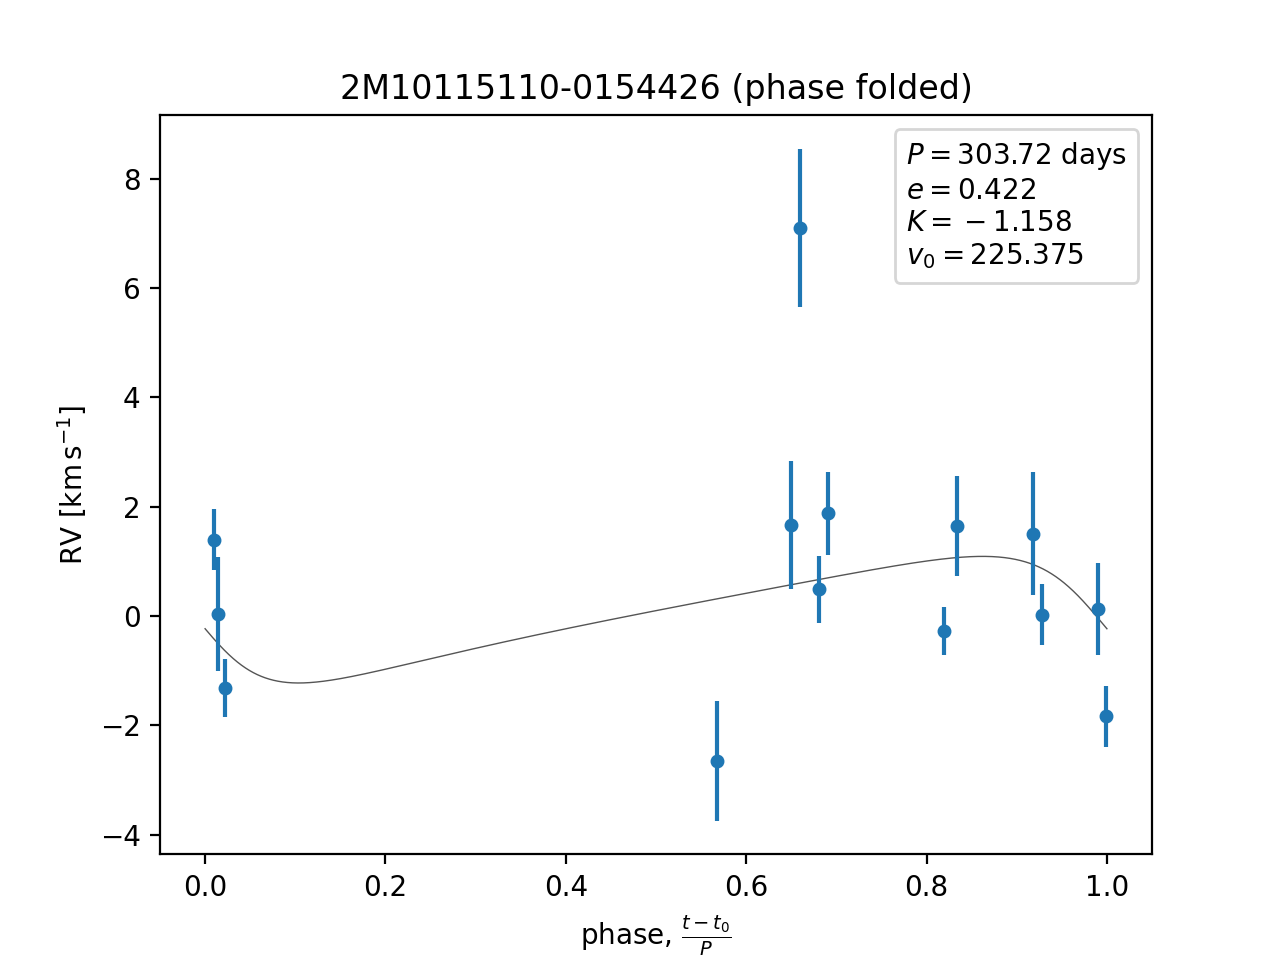 2M10115110-0154426 (phase folded)
P = 303.72 days
e = 0.422
K = −1.158
v₀ = 225.375
8
6
4
2
0
−2
−4
RV [km s⁻¹]
0.0 0.2 0.4 0.6 0.8 1.0
phase, (t − t₀)/P